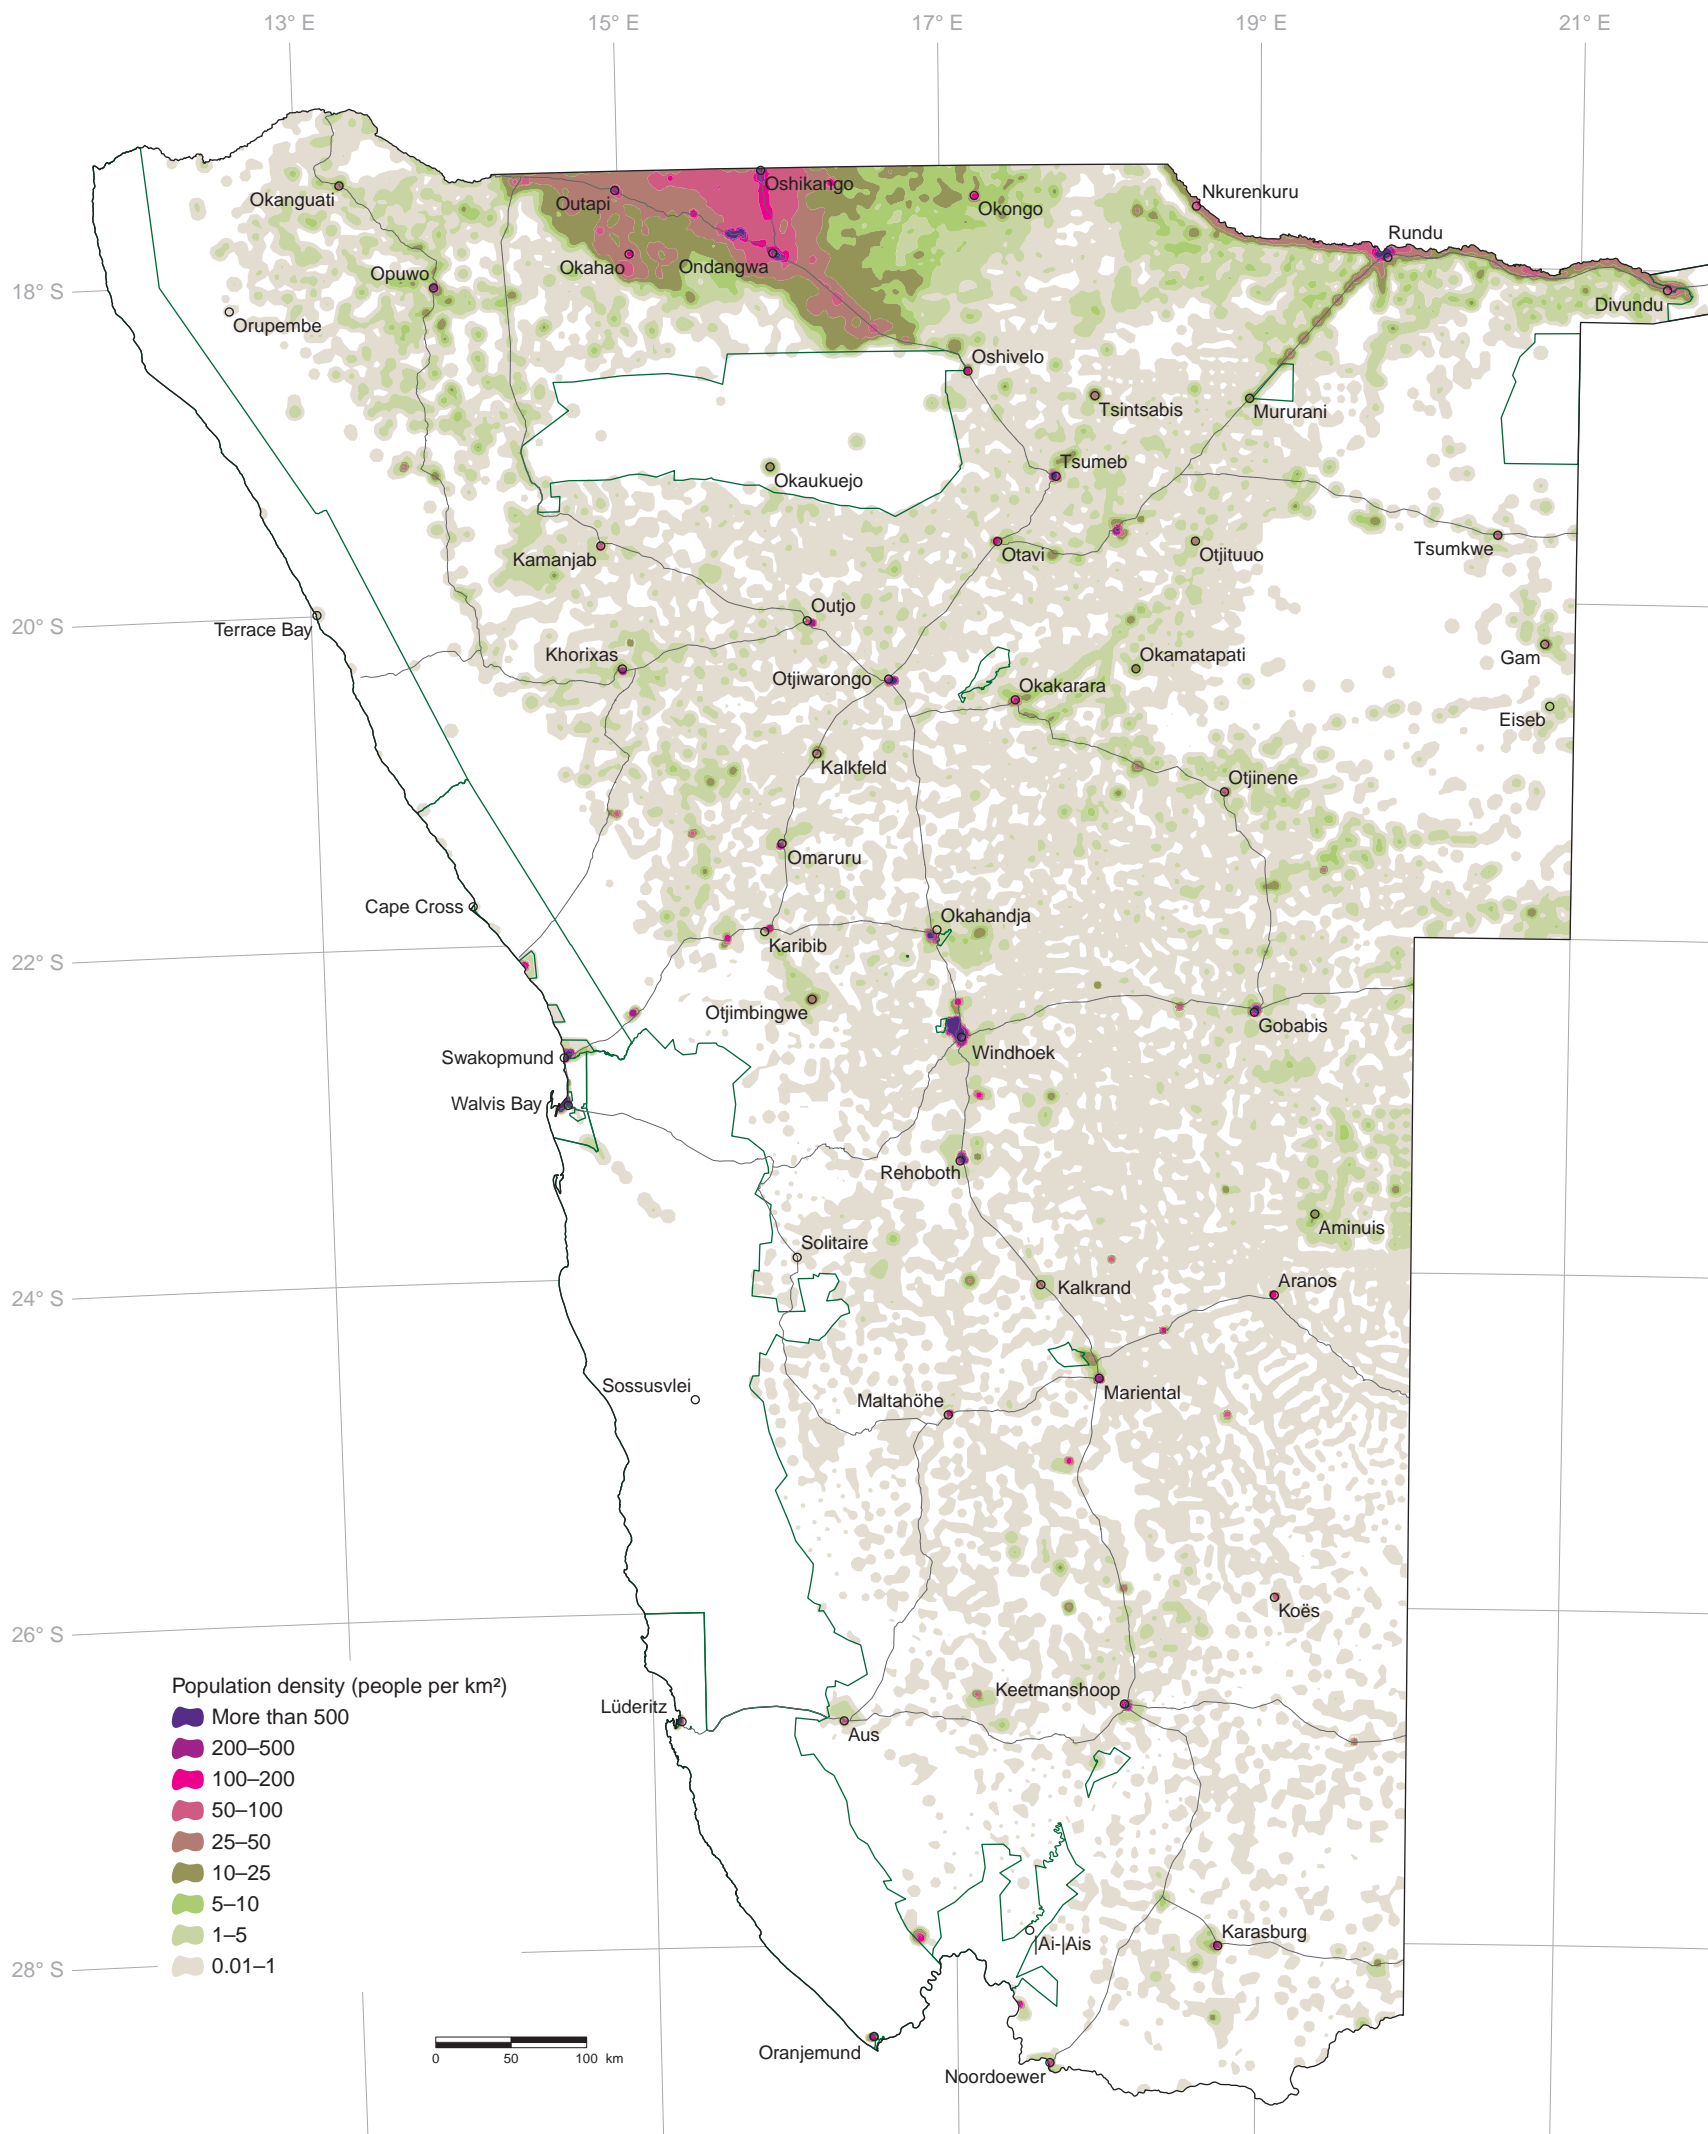 13° E
15° E
17° E
19° E
21° E
Okanguati
Outapi
Oshikango
Okongo
Nkurenkuru
Rundu
Opuwo
Okahao
Ondangwa
18° S
Divundu
Orupembe
Oshivelo
Tsintsabis
Mururani
Tsumeb
Okaukuejo
Kamanjab
Otavi
Otjituuo
Tsumkwe
Outjo
20° S
Terrace Bay
Khorixas
Okamatapati
Gam
Otjiwarongo
Okakarara
Eiseb
Kalkfeld
Otjinene
Omaruru
Cape Cross
Okahandja
Karibib
22° S
Otjimbingwe
Gobabis
Swakopmund
Windhoek
Walvis Bay
Rehoboth
Aminuis
Solitaire
Aranos
Kalkrand
24° S
Sossusvlei
Maltahöhe
Mariental
Koës
26° S
Population density (people per km²)
More than 500
200–500
100–200
50–100
25–50
10–25
5–10
1–5
0.01–1
Lüderitz
Keetmanshoop
Aus
Karasburg
|Ai-|Ais
28° S
0 50 100 km
Oranjemund
Noordoewer